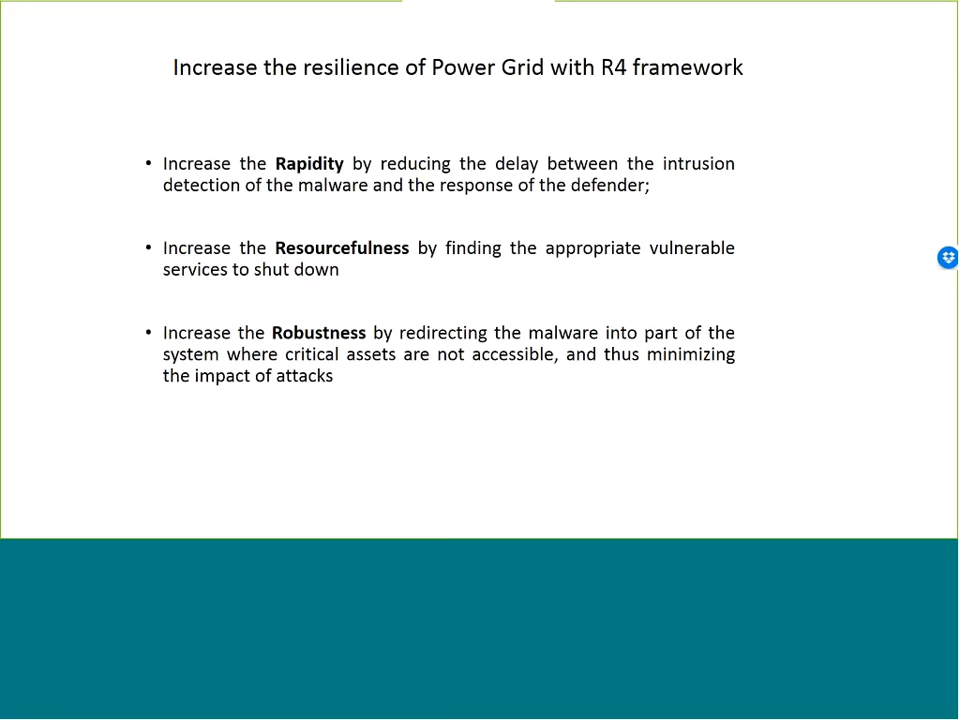 Increase the resilience of Power Grid with R4 framework
• Increase the Rapidity by reducing the delay between the intrusion
detection of the malware and the response of the defender;
• Increase the Resourcefulness by finding the appropriate vulnerable
services to shut down
• Increase the Robustness by redirecting the malware into part of the
system where critical assets are not accessible, and thus minimizing
the impact of attacks